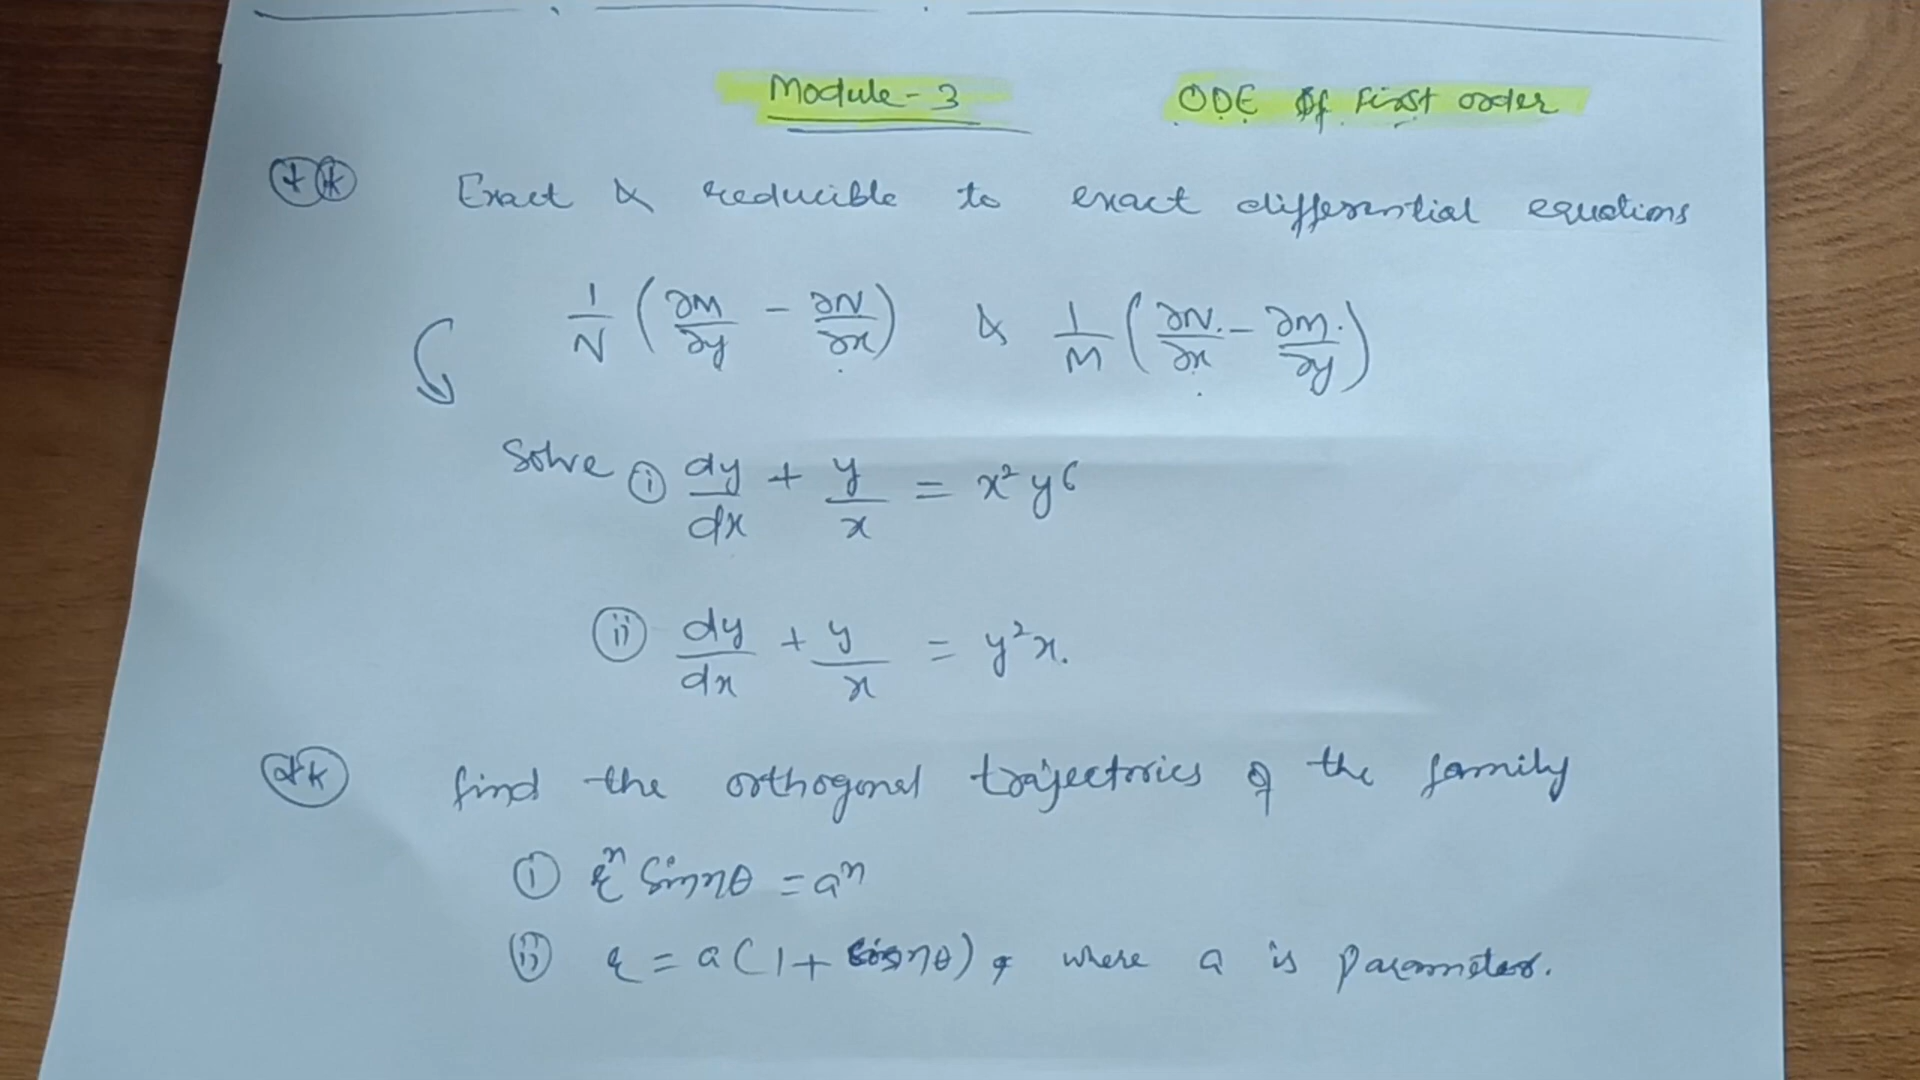 Module - 3 ODE of First order
Exact & reducible to exact differential equations
1/N (∂M/∂y - ∂N/∂x) & 1/M (∂N/∂x - ∂M/∂y)
Solve ⓘ dy/dx + y/x = x² y⁶
ii) dy/dx + y/x = y²x.
find the orthogonal trajectories of the family
ⓘ rⁿ Sin nθ = aⁿ
ii) r = a(1 + nθ), where a is parameter.